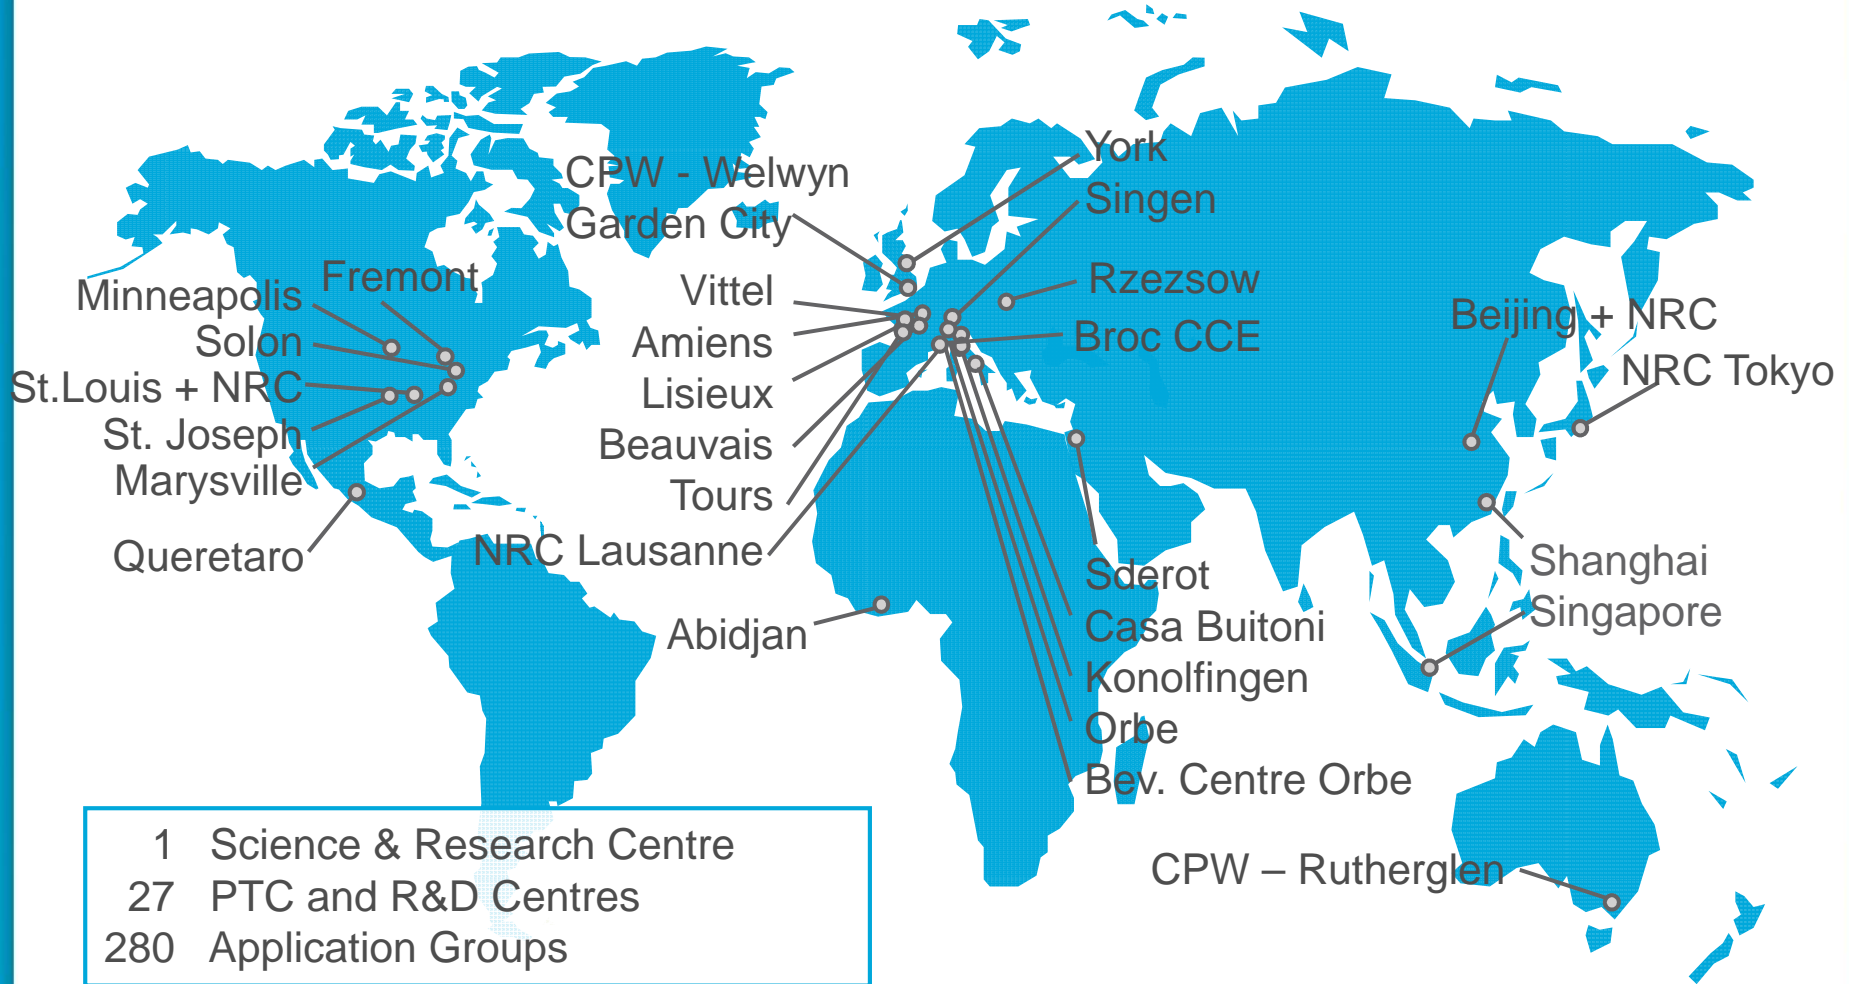 York
CPW - Welwyn
Garden City
Singen
Fremont
Minneapolis
Vittel
Rzezsow
Beijing + NRC
Solon
Amiens
Broc CCE
NRC Tokyo
St.Louis + NRC
Lisieux
St. Joseph
Beauvais
Marysville
Tours
Queretaro
NRC Lausanne
Sderot
Shanghai
Abidjan
Casa Buitoni
Singapore
Konolfingen
Orbe
Bev. Centre Orbe
CPW – Rutherglen
1 Science & Research Centre
27 PTC and R&D Centres
280 Application Groups